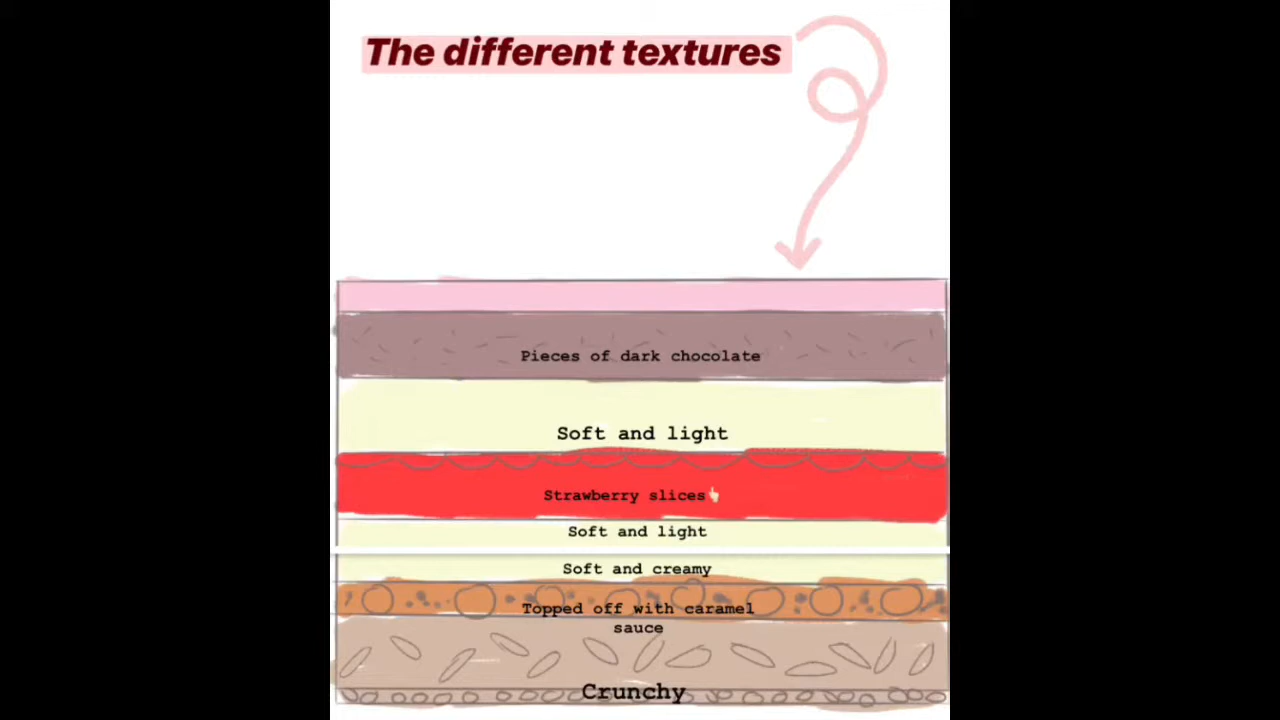 The different textures
Pieces of dark chocolate
Soft and light
Strawberry slices
Soft and light
Soft and creamy
Topped off with caramel
sauce
Crunchy